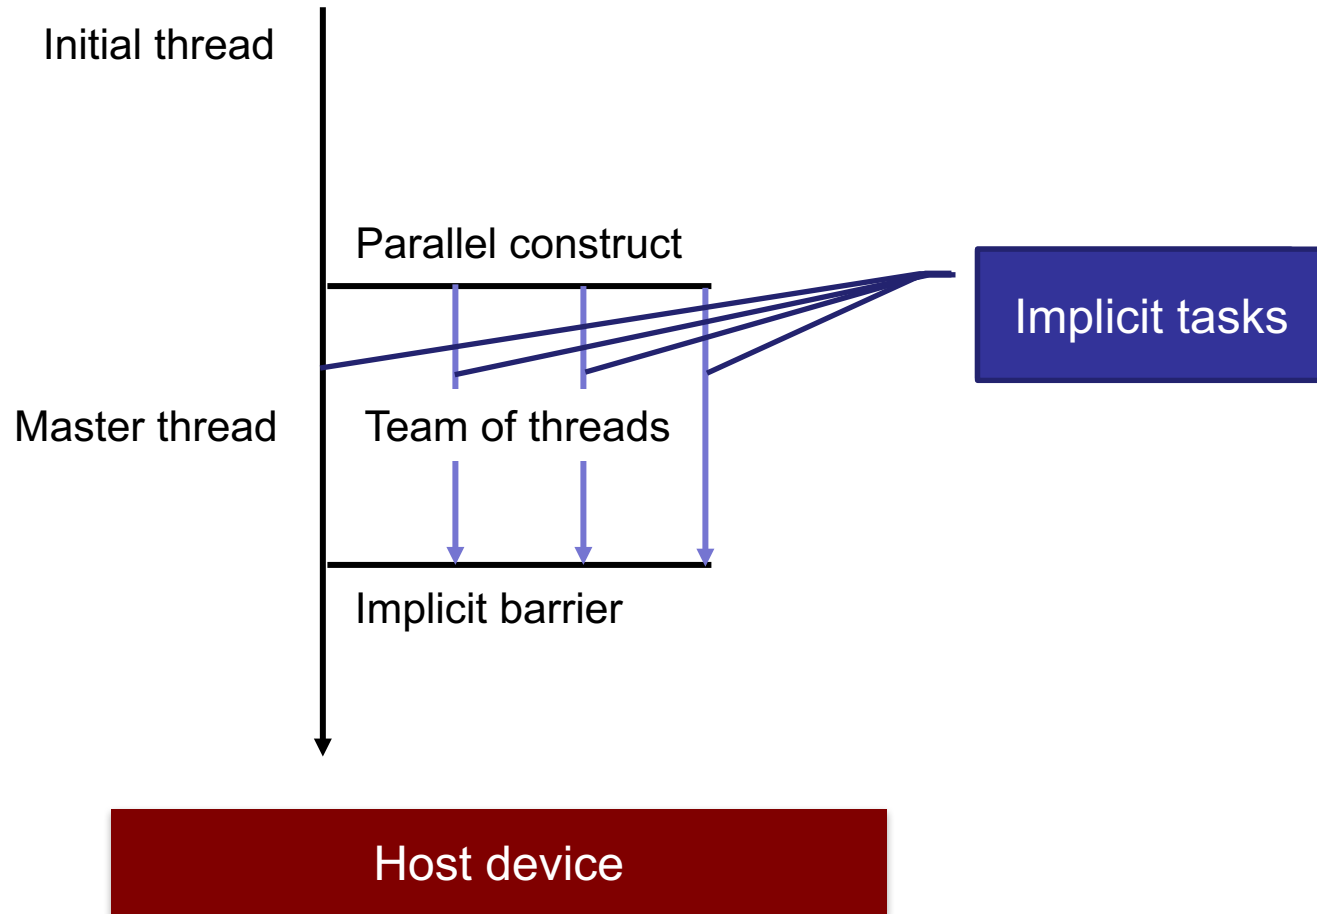 Initial thread
Parallel construct
Implicit tasks
Master thread
Team of threads
Implicit barrier
Host device